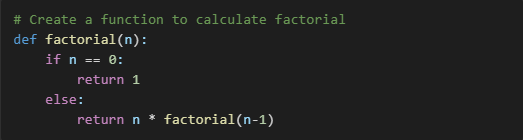 # Create a function to calculate factorial
def factorial(n):
    if n == 0:
        return 1
    else:
        return n * factorial(n-1)